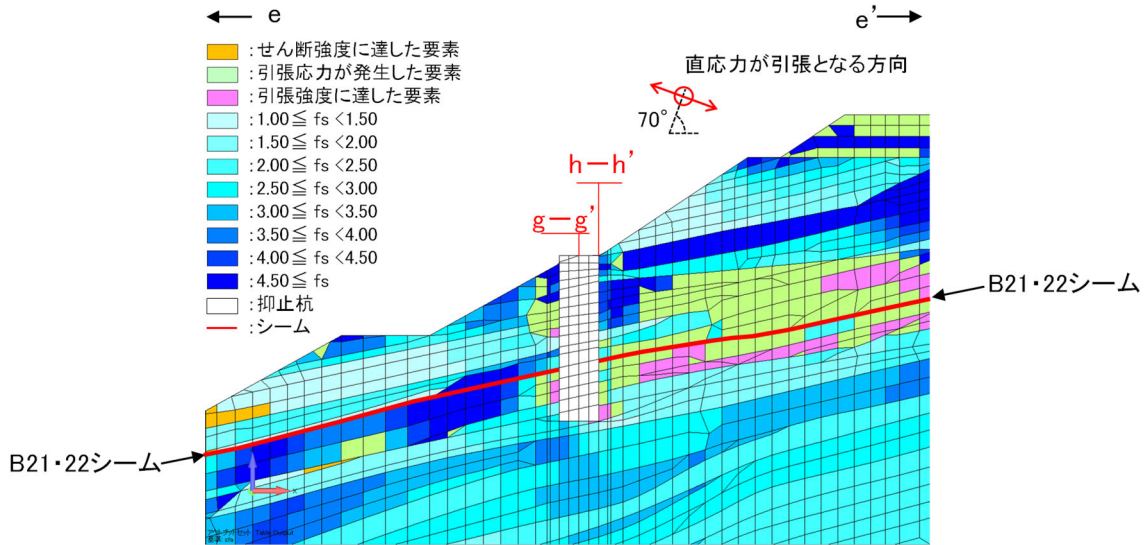 e
e’
:せん断強度に達した要素
:引張応力が発生した要素
:引張強度に達した要素
:1.00≦ fs <1.50
:1.50≦ fs <2.00
:2.00≦ fs <2.50
:2.50≦ fs <3.00
:3.00≦ fs <3.50
:3.50≦ fs <4.00
:4.00≦ fs <4.50
:4.50≦ fs
:抑止杭
:シーム
直応力が引張となる方向
70°
h－h’
g－g’
B21・22シーム
B21・22シーム
x